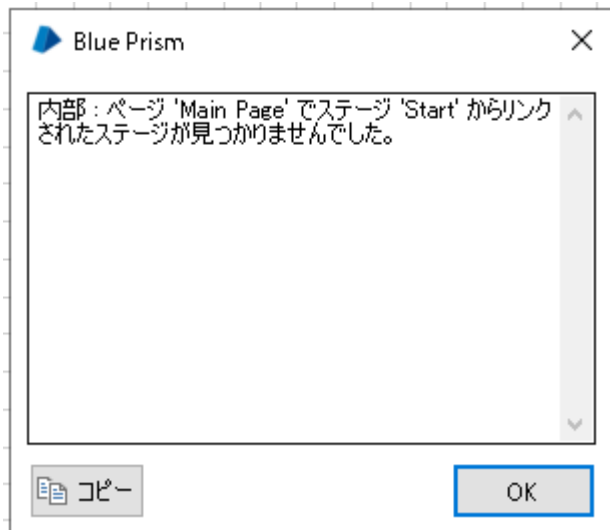 Blue Prism
内部：ページ 'Main Page' でステージ 'Start' からリンク
されたステージが見つかりませんでした。
コピー
OK